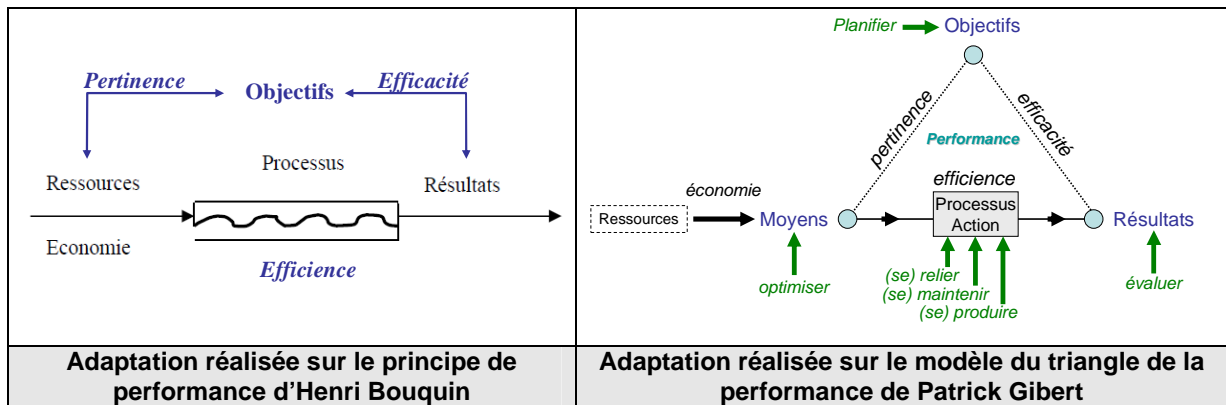 Pertinence
Efficacité
Objectifs
Processus
Ressources
Résultats
Economie
Efficience
Adaptation réalisée sur le principe de
performance d'Henri Bouquin
Planifier
Objectifs
pertinence
efficacité
Performance
économie
efficience
Ressources
Moyens
Processus
Action
Résultats
optimiser
(se) relier
(se) maintenir
(se) produire
évaluer
Adaptation réalisée sur le modèle du triangle de la
performance de Patrick Gibert